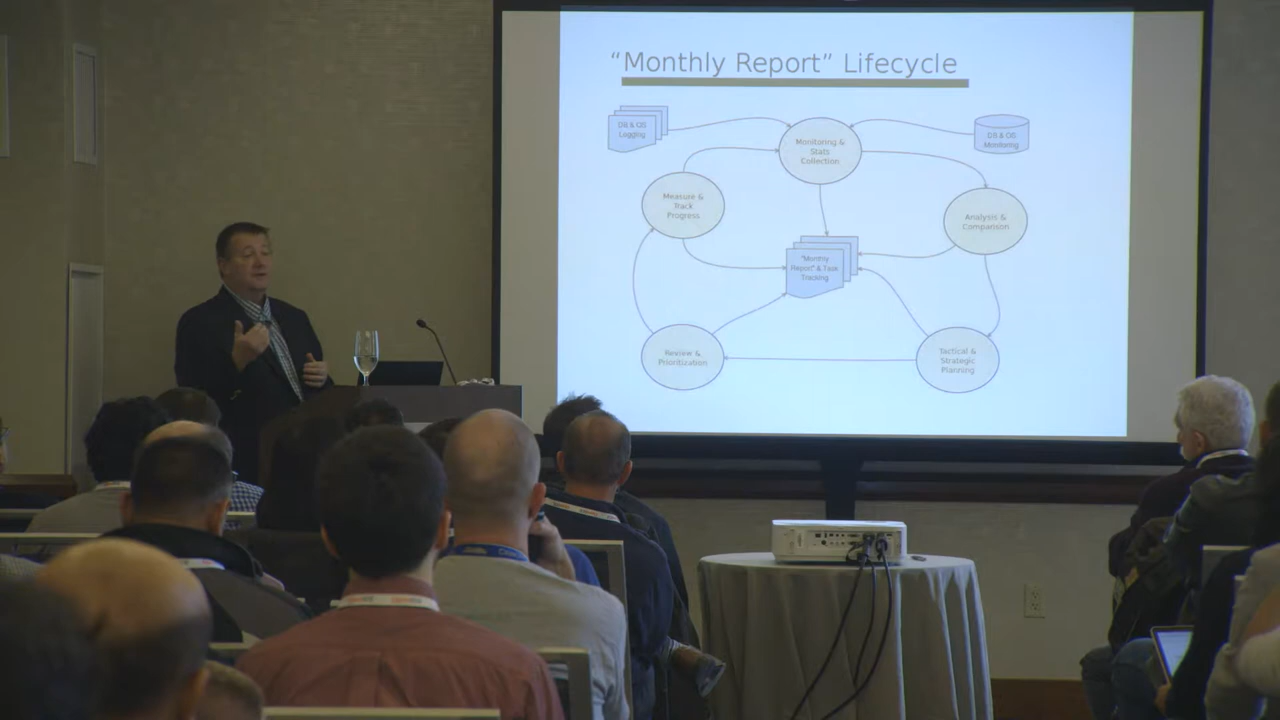 “Monthly Report” Lifecycle
DB & OS
Logging
Monitoring &
Stats
Collection
DB & OS
Monitoring
Measure &
Track
Progress
Analysis &
Comparison
"Monthly
Report" & Task
Tracking
Review &
Prioritization
Tactical &
Strategic
Planning